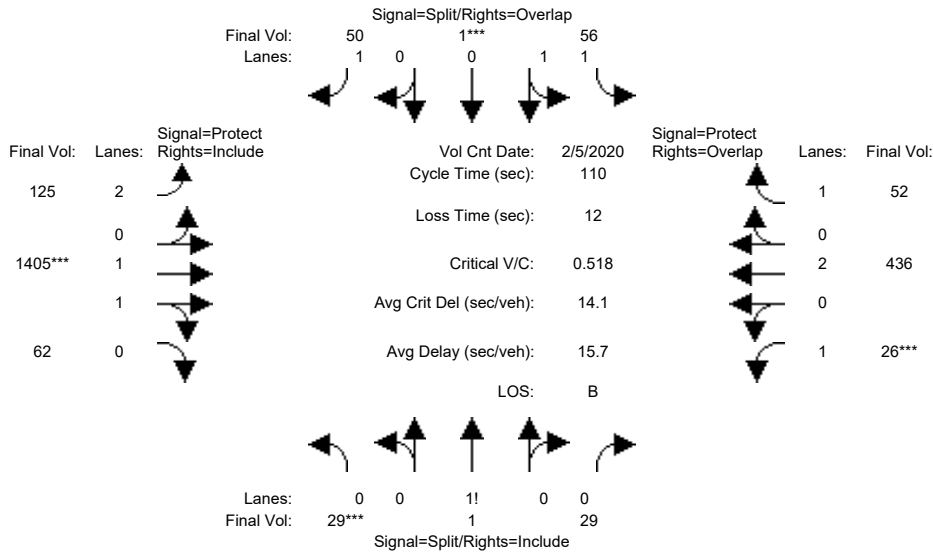 Signal=Split/Rights=Overlap
Final Vol: 50 1*** 56
Lanes: 1 0 0 1 1
Signal=Protect Signal=Protect
Final Vol: Lanes: Rights=Include Vol Cnt Date: 2/5/2020 Rights=Overlap Lanes: Final Vol:
Cycle Time (sec): 110
125 2 1 52
Loss Time (sec): 12
0 0
1405*** 1 Critical V/C: 0.518 2 436
1 Avg Crit Del (sec/veh): 14.1 0
62 0 Avg Delay (sec/veh): 15.7 1 26***
LOS: B
Lanes: 0 0 1! 0 0
Final Vol: 29*** 1 29
Signal=Split/Rights=Include